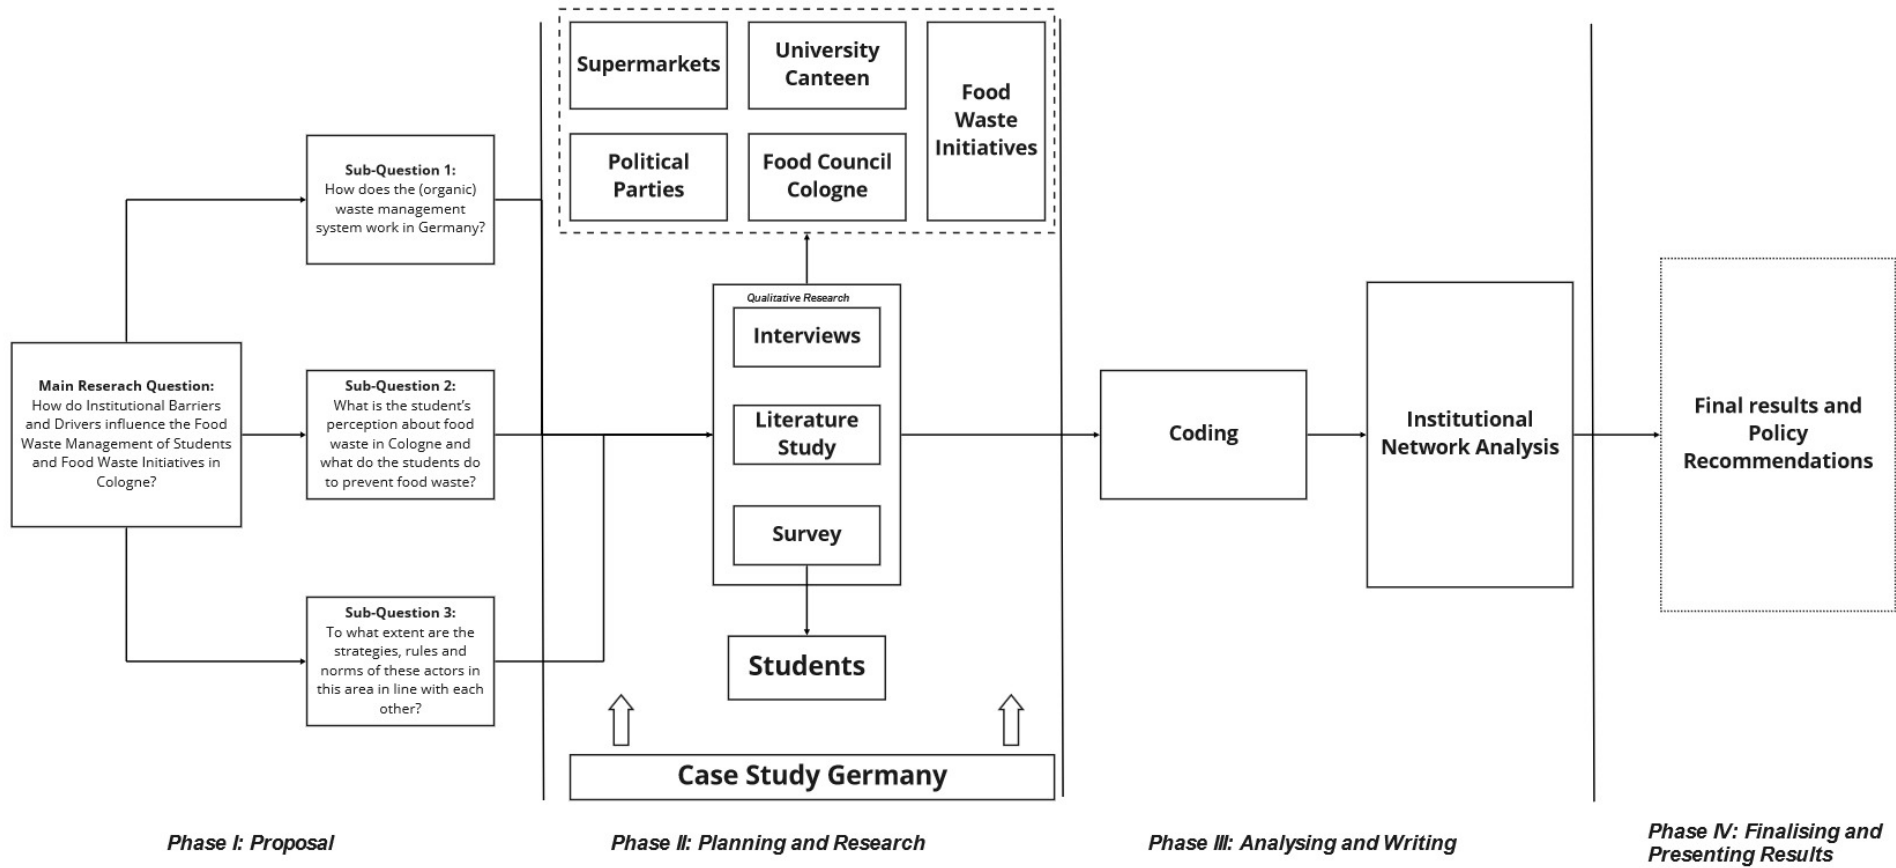 Main Reserach Question:
How do Institutional Barriers
and Drivers influence the Food
Waste Management of Students
and Food Waste Initiatives in
Cologne?
Sub-Question 1:
How does the (organic)
waste management
system work in Germany?
Sub-Question 2:
What is the student's
perception about food
waste in Cologne and
what do the students do
to prevent food waste?
Sub-Question 3:
To what extent are the
strategies, rules and
norms of these actors in
this area in line with each
other?
Supermarkets
University
Canteen
Food
Waste
Initiatives
Political
Parties
Food Council
Cologne
Qualitative Research
Interviews
Literature
Study
Survey
Students
Case Study Germany
Coding
Institutional
Network Analysis
Final results and
Policy
Recommendations
Phase I: Proposal
Phase II: Planning and Research
Phase III: Analysing and Writing
Phase IV: Finalising and
Presenting Results